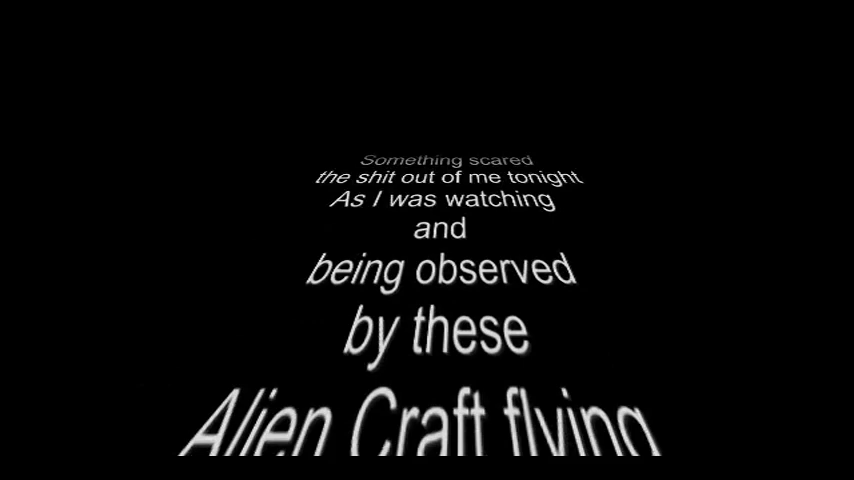 Something scared
the shit out of me tonight
As I was watching
and
being observed
by these
Alien Craft flying